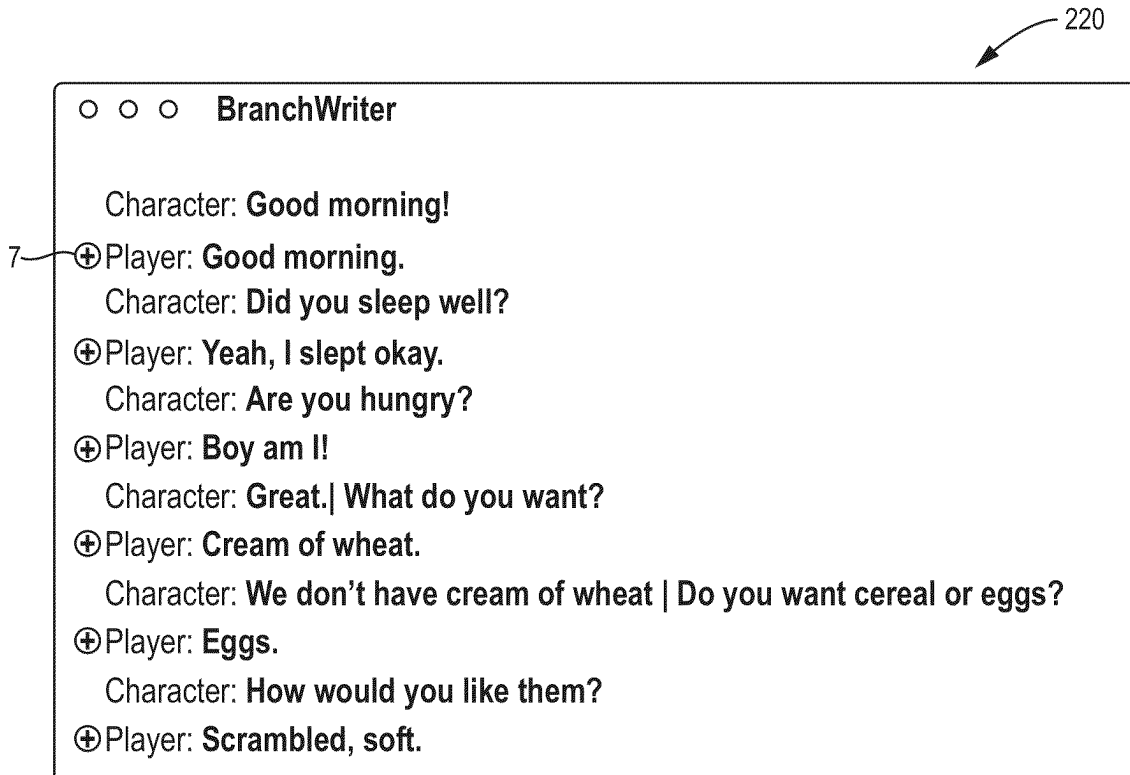 220
BranchWriter
Character: Good morning!
7 Player: Good morning.
Character: Did you sleep well?
Player: Yeah, I slept okay.
Character: Are you hungry?
Player: Boy am I!
Character: Great.| What do you want?
Player: Cream of wheat.
Character: We don’t have cream of wheat | Do you want cereal or eggs?
Player: Eggs.
Character: How would you like them?
Player: Scrambled, soft.